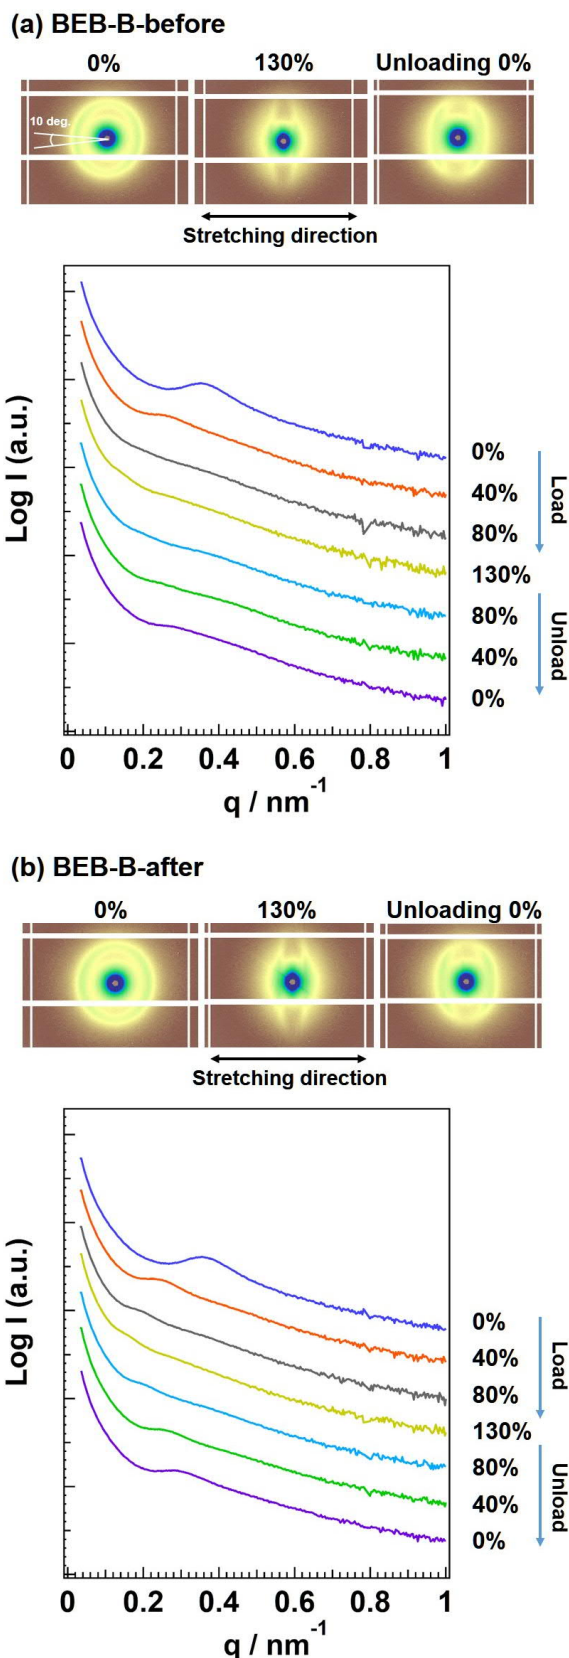 (a) BEB-B-before
0% 130% Unloading 0%
10 deg.
Stretching direction
Log I (a.u.)
0%
40%
80%
130%
80%
40%
0%
Load
Unload
0 0.2 0.4 0.6 0.8 1
q / nm-1
(b) BEB-B-after
0% 130% Unloading 0%
Stretching direction
Log I (a.u.)
0%
40%
80%
130%
80%
40%
0%
Load
Unload
0 0.2 0.4 0.6 0.8 1
q / nm-1